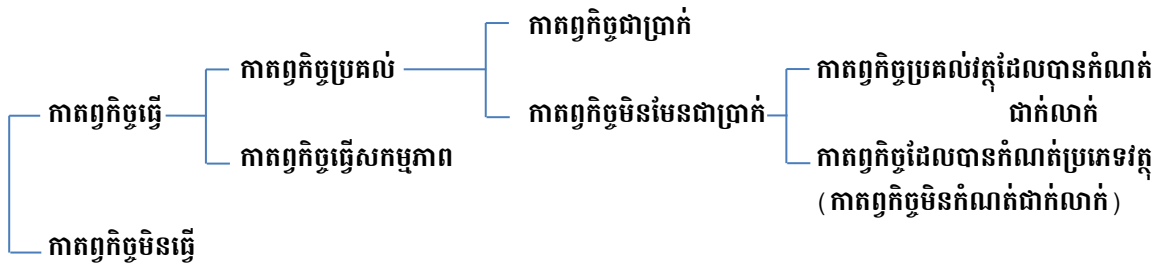 កាតព្វកិច្ចជាប្រាក់
កាតព្វកិច្ចប្រគល់
កាតព្វកិច្ចប្រគល់វត្ថុដែលបានកំណត់
កាតព្វកិច្ចធ្វើ
កាតព្វកិច្ចមិនមែនជាប្រាក់
ជាក់លាក់
កាតព្វកិច្ចធ្វើសកម្មភាព
កាតព្វកិច្ចដែលបានកំណត់ប្រភេទវត្ថុ
(កាតព្វកិច្ចមិនកំណត់ជាក់លាក់)
កាតព្វកិច្ចមិនធ្វើ